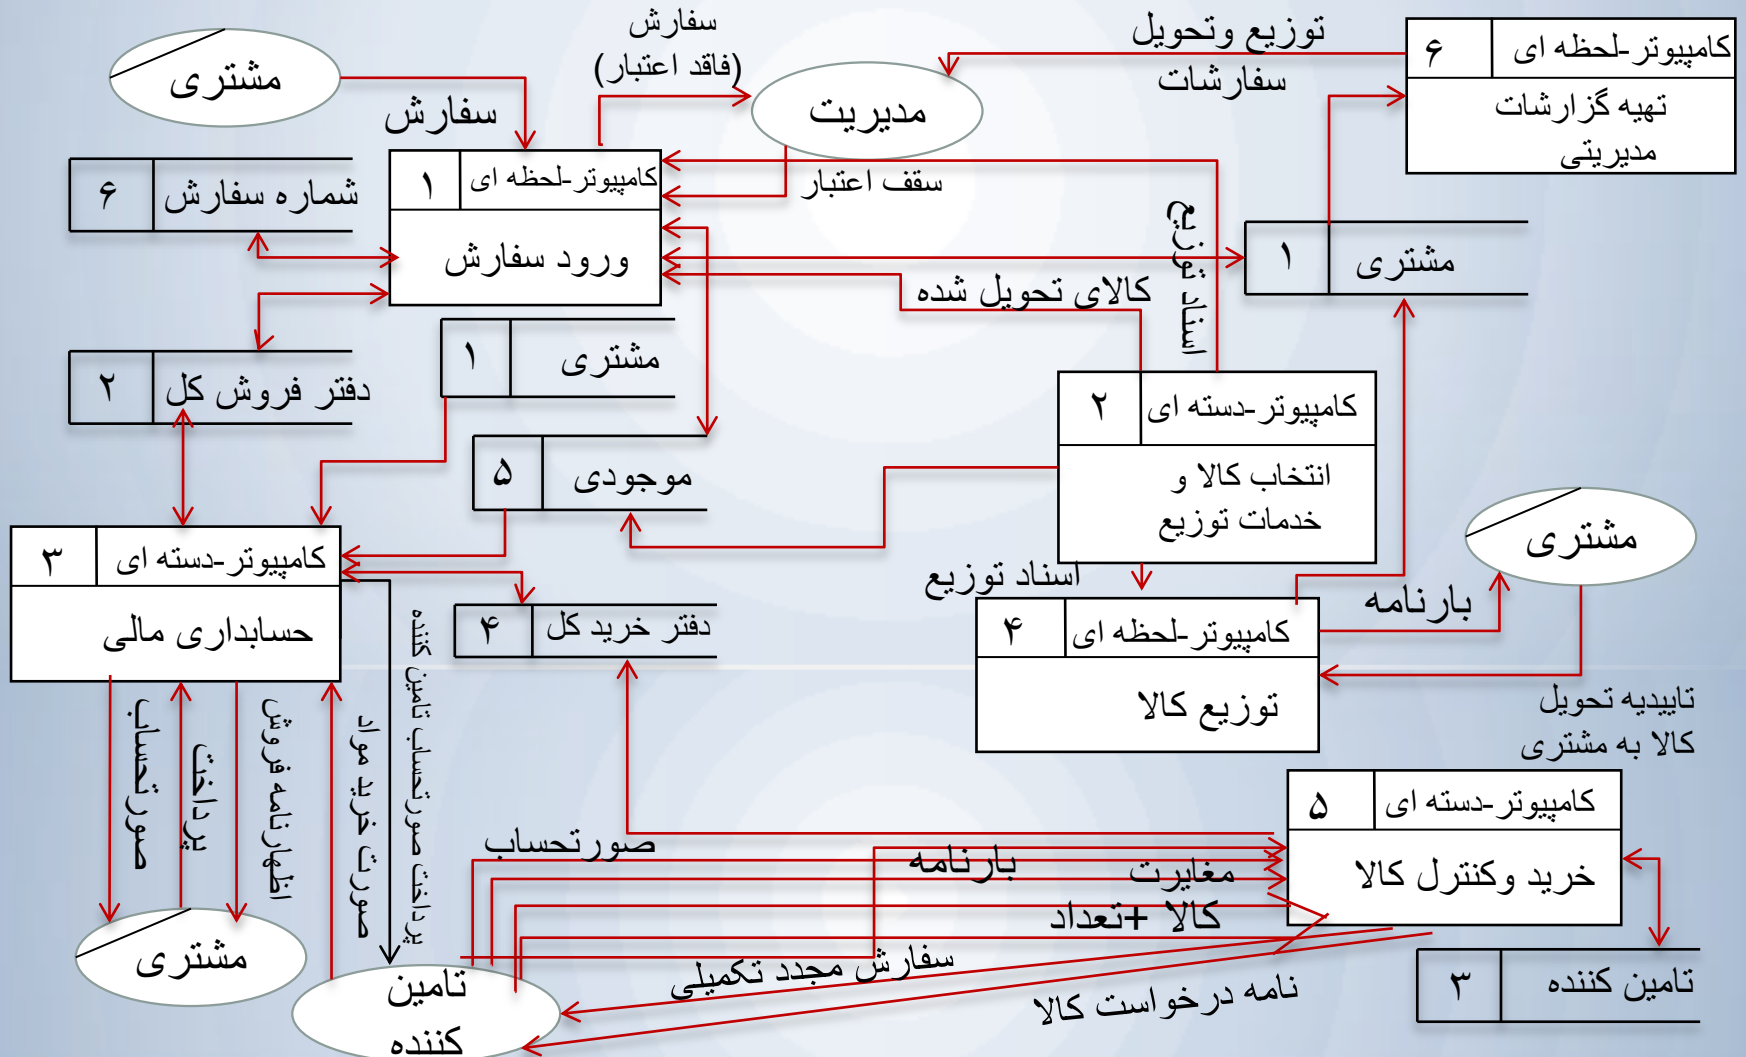 سفارش
(فاقد اعتبار)
توزیع وتحویل
سفارشات
۶
کامپیوتر-لحظه ای
تهیه گزارشات
مدیریتی
مشتری
سفارش
مدیریت
۱
کامپیوتر-لحظه ای
ورود سفارش
سقف اعتبار
۶
شماره سفارش
اسناد توزیع
۱
مشتری
کالای تحویل شده
۱
مشتری
۲
دفتر فروش کل
۲
کامپیوتر-دسته ای
انتخاب کالا و
خدمات توزیع
۵
موجودی
مشتری
۳
کامپیوتر-دسته ای
حسابداری مالی
اسناد توزیع
بارنامه
۴
دفتر خرید کل
۴
کامپیوتر-لحظه ای
توزیع کالا
تاییدیه تحویل
کالا به مشتری
صورتحساب
پرداخت
اظهارنامه فروش
صورت خرید مواد
پرداخت صورتحساب تامین کننده
۵
کامپیوتر-دسته ای
خرید وکنترل کالا
صورتحساب
بارنامه
مغایرت
کالا +تعداد
سفارش مجدد تکمیلی
نامه درخواست کالا
مشتری
تامین
کننده
۳
تامین کننده